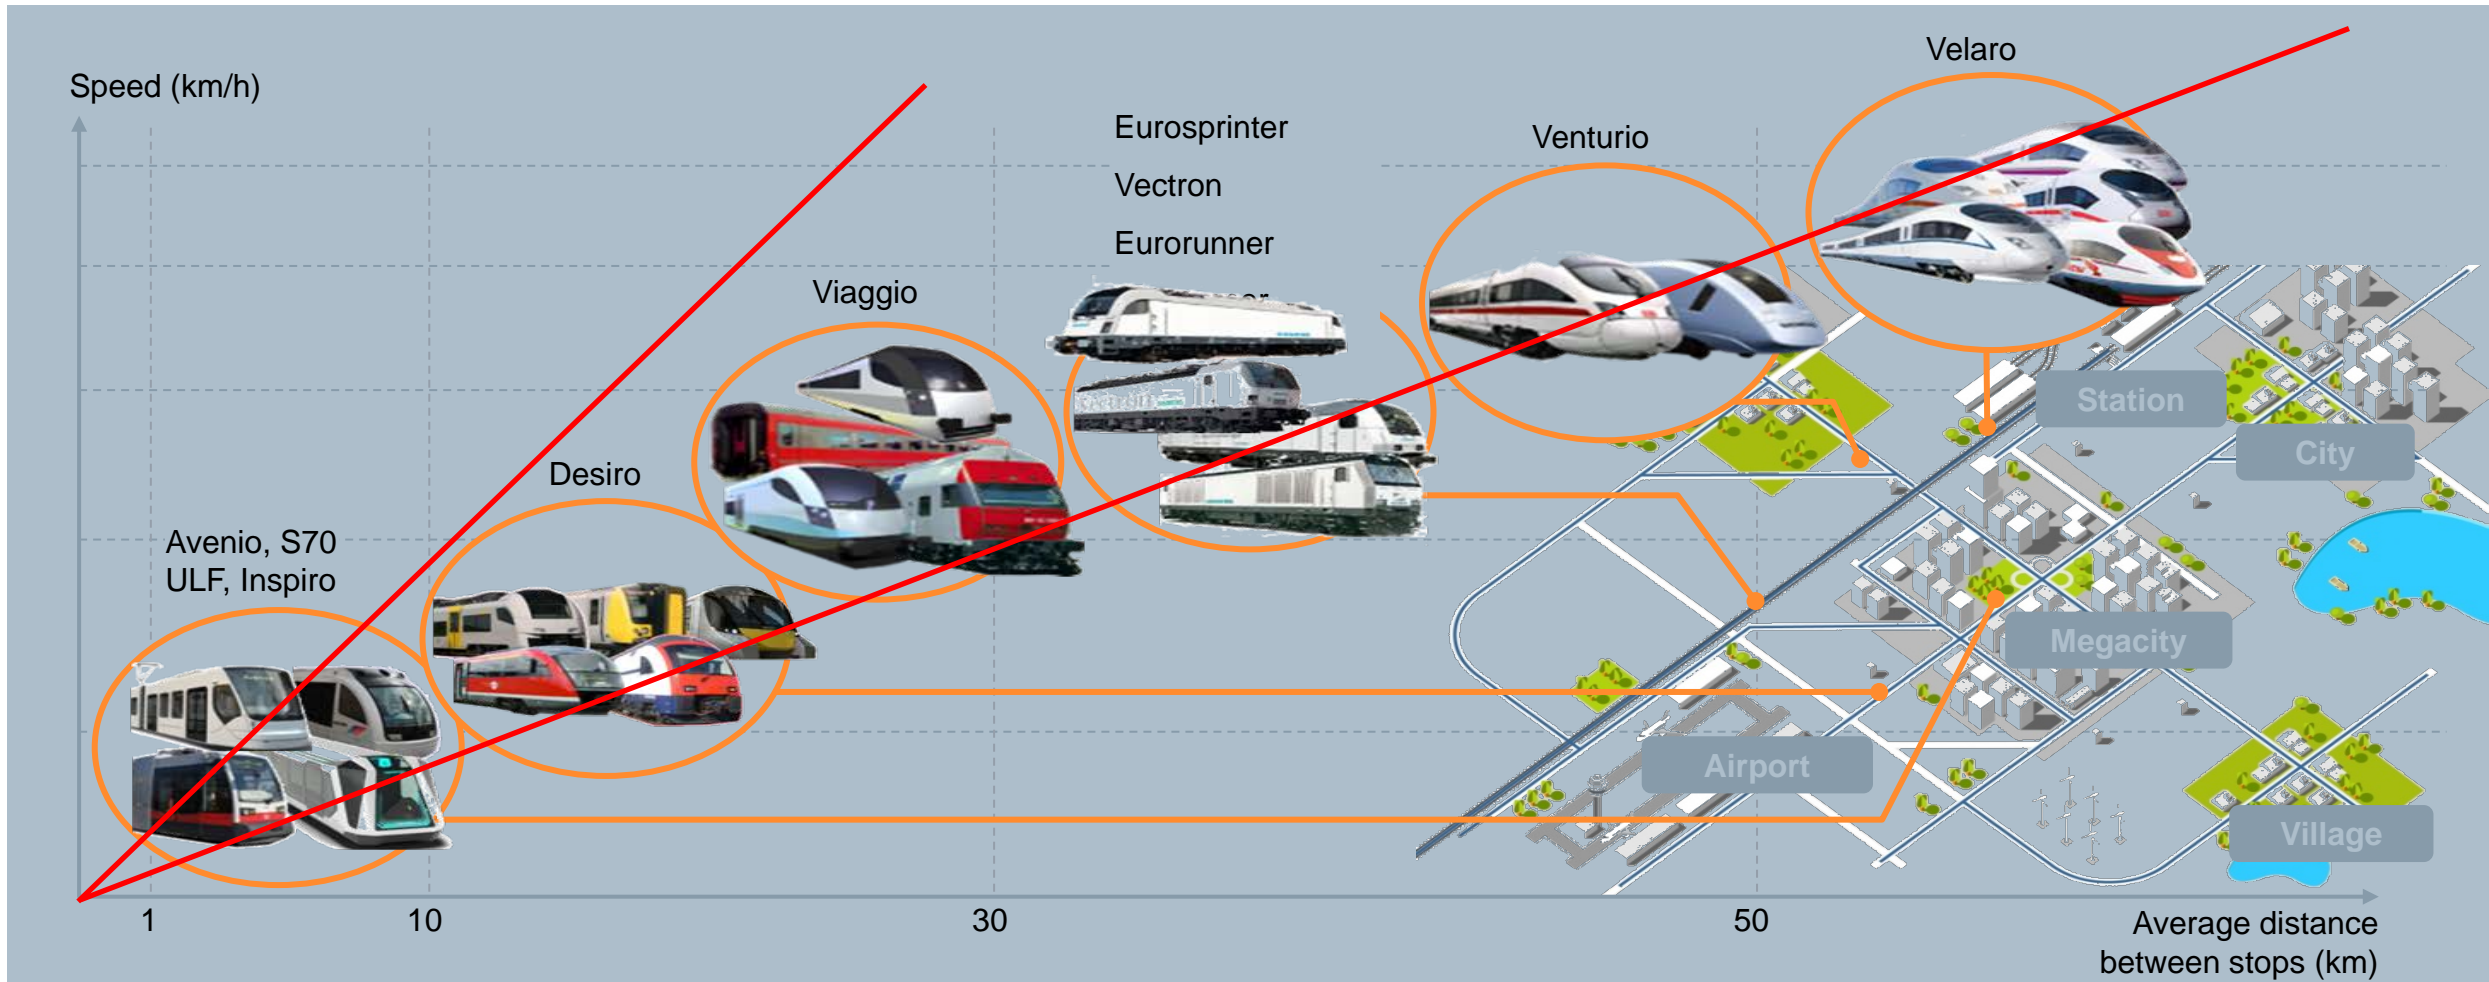 Speed (km/h)
Velaro
Eurosprinter
Venturio
Vectron
Eurorunner
Viaggio
Desiro
Avenio, S70
ULF, Inspiro
Station
City
Megacity
Airport
Village
1
10
30
50
Average distance
between stops (km)